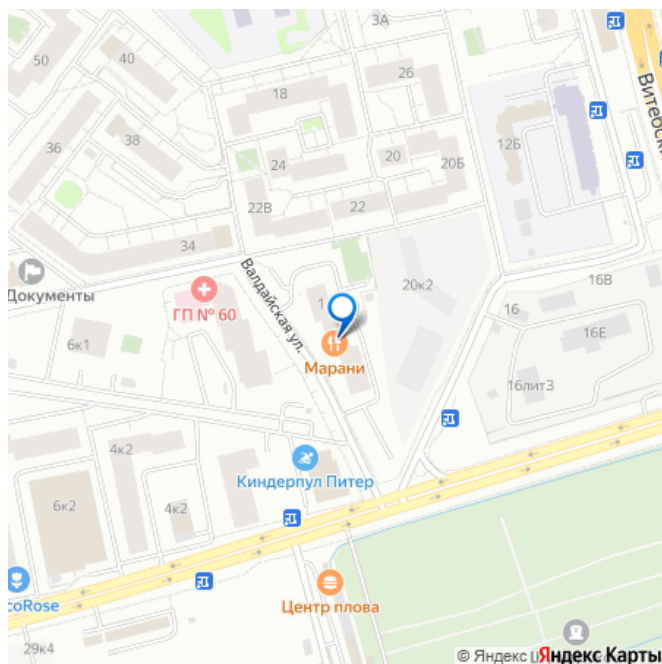 3А
50
40
26
18
36
38
24
20
20Б
12Б
Витебск
22В
22
34
Валдайская ул.
Документы
ГП № 60
20к2
16В
16
16Е
1
6к1
Марани
16лит3
4к2
Киндерпул Питер
6к2
4к2
coRose
Центр плова
29к4
© Яндекс
Яндекс Карты